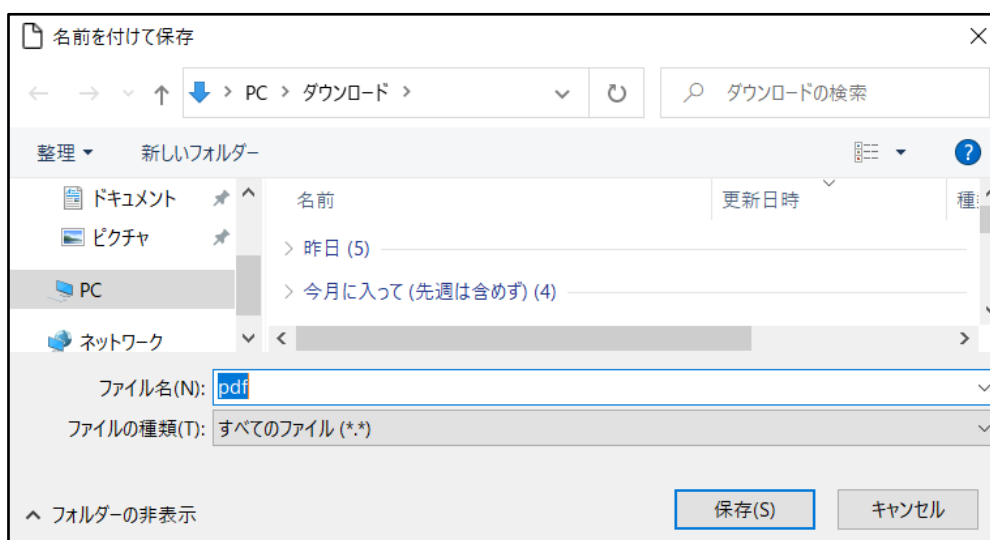 名前を付けて保存
PC > ダウンロード >
ダウンロードの検索
整理 新しいフォルダー
ドキュメント
ピクチャ
PC
ネットワーク
名前 更新日時
昨日 (5)
今月に入って (先週は含めず) (4)
ファイル名(N): pdf
ファイルの種類(T): すべてのファイル (*.*)
フォルダーの非表示
保存(S) キャンセル